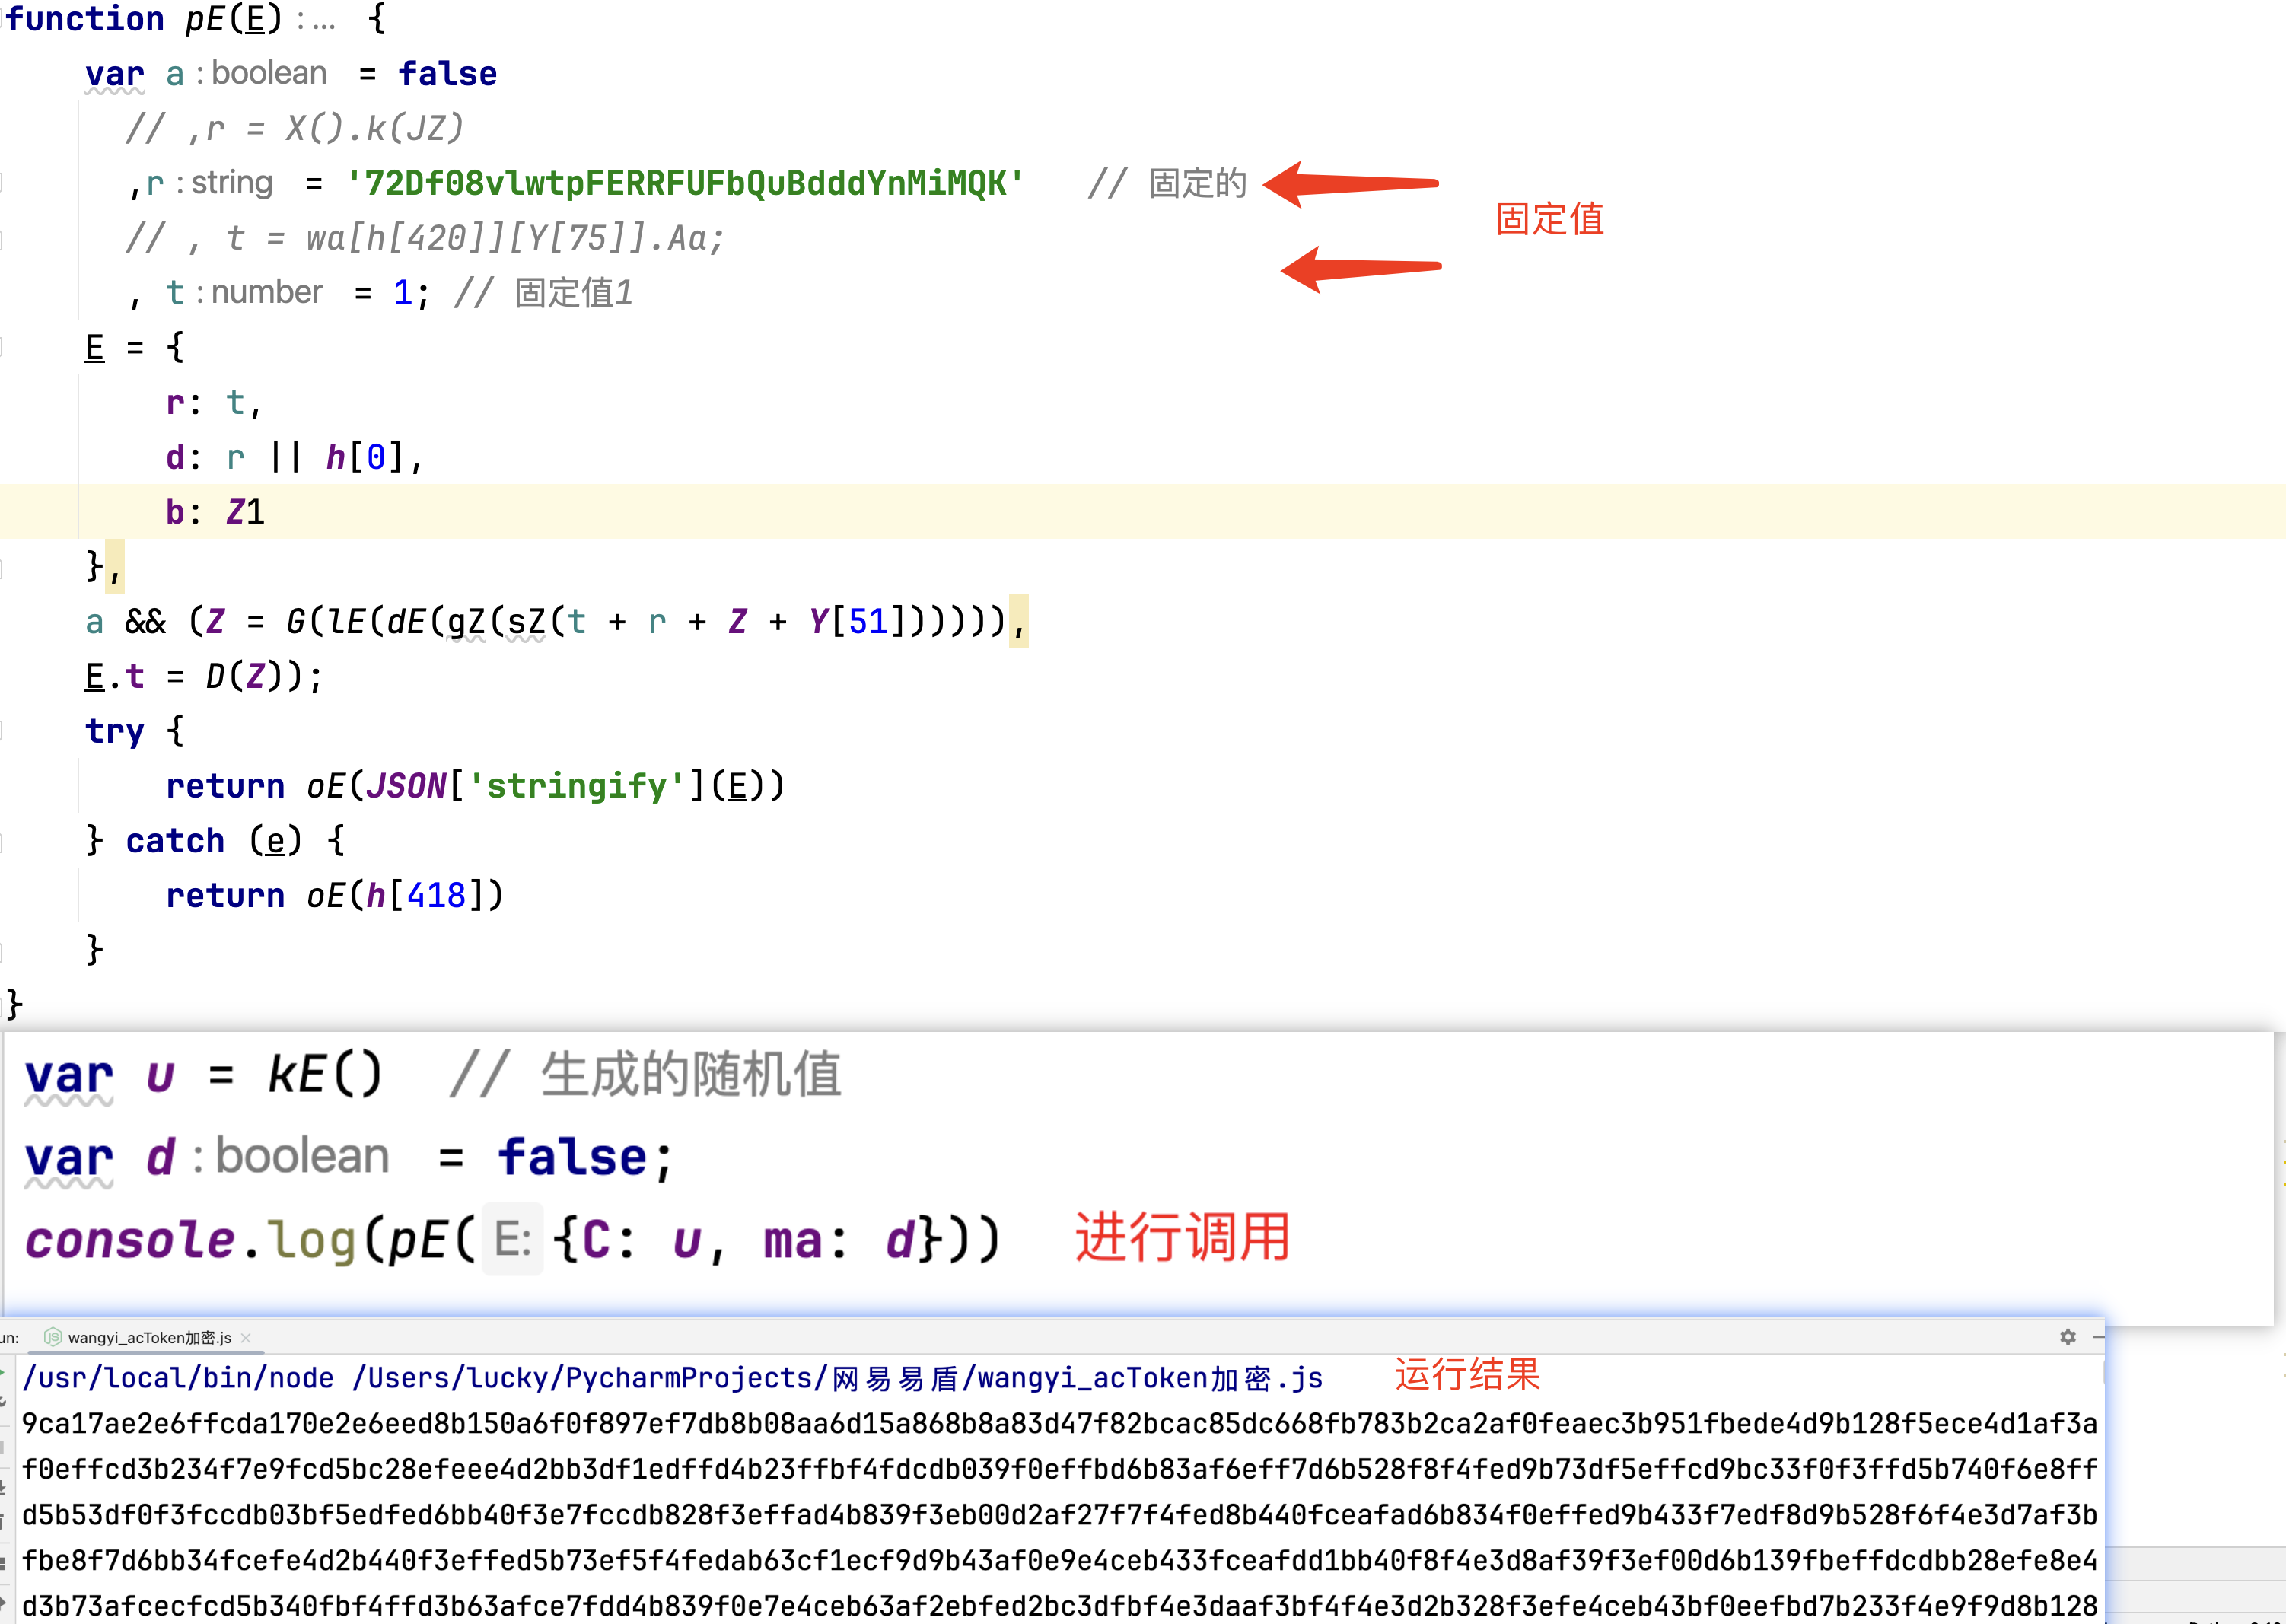 function pE(E) :... {
var a :boolean = false
// ,r = X().k(JZ)
,r :string = '72Df08vlwtpFERRFUFbQuBdddYnMiMQK' // 固定的
固定值
// , t = wa[h[420]][Y[75]].Aa;
, t :number = 1; // 固定值1
E = {
r: t,
d: r || h[0],
b: Z1
},
a && (Z = G(lE(dE(gZ(sZ(t + r + Z + Y[51]))))),
E.t = D(Z));
try {
return oE(JSON['stringify'](E))
} catch (e) {
return oE(h[418])
}
}
var u = kE() // 生成的随机值
var d :boolean = false;
console.log(pE( E: {C: u, ma: d})) 进行调用
un: wangyi_acToken加密.js
/usr/local/bin/node /Users/lucky/PycharmProjects/网易易盾/wangyi_acToken加密.js 运行结果
9ca17ae2e6ffcda170e2e6eed8b150a6f0f897ef7db8b08aa6d15a868b8a83d47f82bcac85dc668fb783b2ca2af0feaec3b951fbede4d9b128f5ece4d1af3a
f0effcd3b234f7e9fcd5bc28efeee4d2bb3df1edffd4b23ffbf4fdcdb039f0effbd6b83af6eff7d6b528f8f4fed9b73df5effcd9bc33f0f3ffd5b740f6e8ff
d5b53df0f3fccdb03bf5edfed6bb40f3e7fccdb828f3effad4b839f3eb00d2af27f7f4fed8b440fceafad6b834f0effed9b433f7edf8d9b528f6f4e3d7af3b
fbe8f7d6bb34fcefe4d2b440f3effed5b73ef5f4fedab63cf1ecf9d9b43af0e9e4ceb433fceafdd1bb40f8f4e3d8af39f3ef00d6b139fbeffdcdbb28efe8e4
d3b73afcecfcd5b340fbf4ffd3b63afce7fdd4b839f0e7e4ceb63af2ebfed2bc3dfbf4e3daaf3bf4f4e3d2b328f3efe4ceb43bf0eefbd7b233f4e9f9d8b128